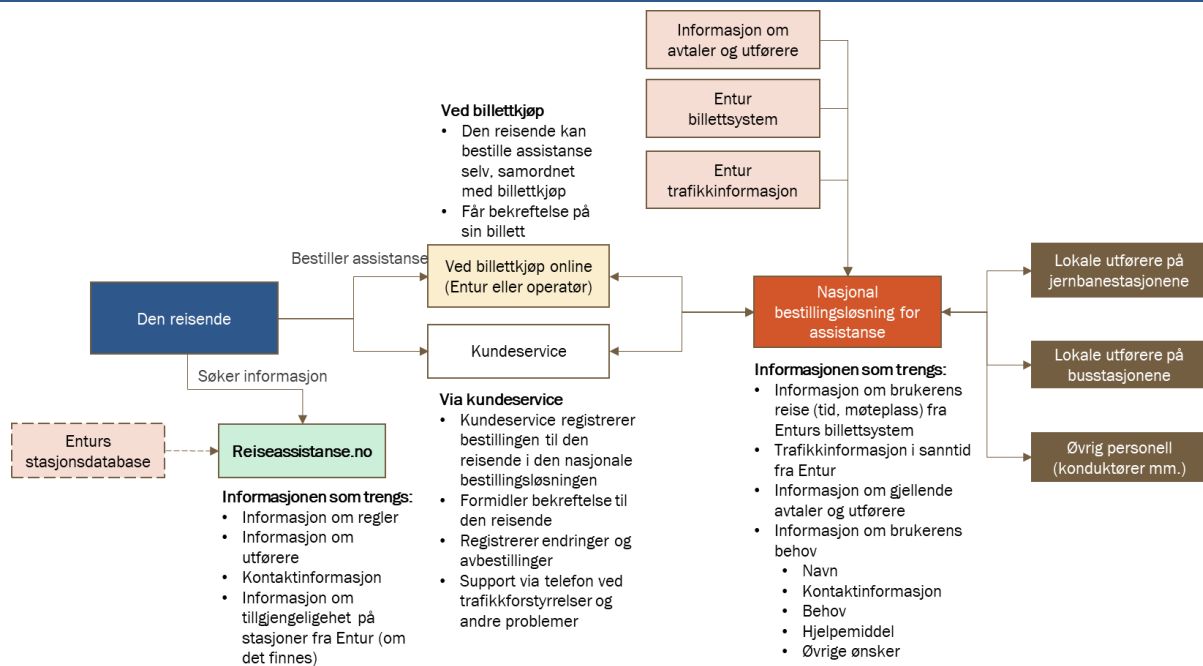 Informasjon om
avtaler og utførere
Entur
billettsystem
Entur
trafikkinformasjon
Ved billettkjøp
• Den reisende kan
bestille assistanse
selv, samordnet
med billettkjøp
• Får bekreftelse på
sin billett
Bestiller assistanse
Ved billettkjøp online
(Entur eller operatør)
Den reisende
Kundeservice
Nasjonal
bestillingsløsning for
assistanse
Lokale utførere på
jernbanestasjonene
Lokale utførere på
busstasjonene
Øvrig personell
(konduktører mm.)
Søker informasjon
Enturs
stasjonsdatabase
Reiseassistanse.no
Informasjonen som trengs:
• Informasjon om regler
• Informasjon om
utførere
• Kontaktinformasjon
• Informasjon om
tillgjengeligehet på
stasjoner fra Entur (om
det finnes)
Via kundeservice
• Kundeservice registrerer
bestillingen til den
reisende i den nasjonale
bestillingsløsningen
• Formidler bekreftelse til
den reisende
• Registrerer endringer og
avbestillinger
• Support via telefon ved
trafikkforstyrrelser og
andre problemer
Informasjonen som trengs:
• Informasjon om brukerens
reise (tid, møteplass) fra
Enturs billettsystem
• Trafikkinformasjon i sanntid
fra Entur
• Informasjon om gjellende
avtaler og utførere
• Informasjon om brukerens
behov
• Navn
• Kontaktinformasjon
• Behov
• Hjelpemiddel
• Øvrige ønsker